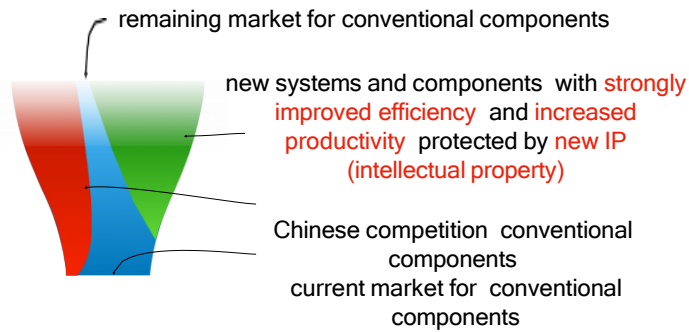 remaining market for conventional components
new systems and components with strongly
improved efficiency and increased
productivity protected by new IP
(intellectual property)
Chinese competition conventional
components
current market for conventional
components